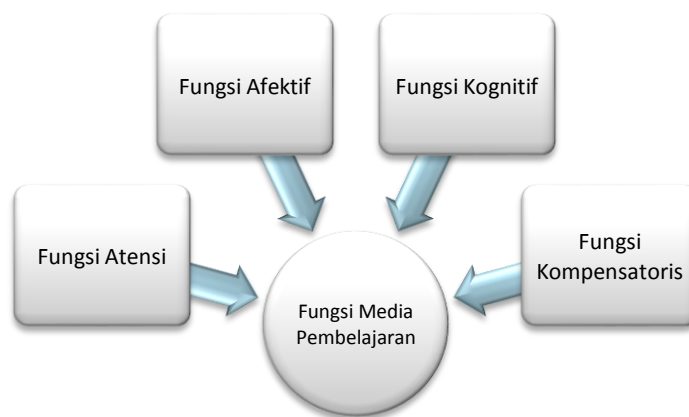 Fungsi Afektif
Fungsi Kognitif
Fungsi Atensi
Fungsi
Kompensatoris
Fungsi Media
Pembelajaran